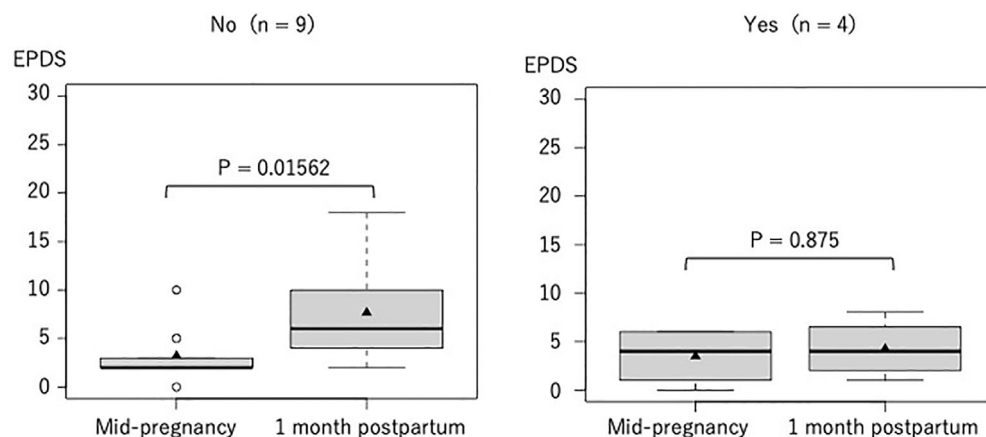 No (n = 9)
EPDS
30
25
20
15
10
5
0
P = 0.01562
Mid-pregnancy
1 month postpartum
Yes (n = 4)
EPDS
30
25
20
15
10
5
0
P = 0.875
Mid-pregnancy
1 month postpartum